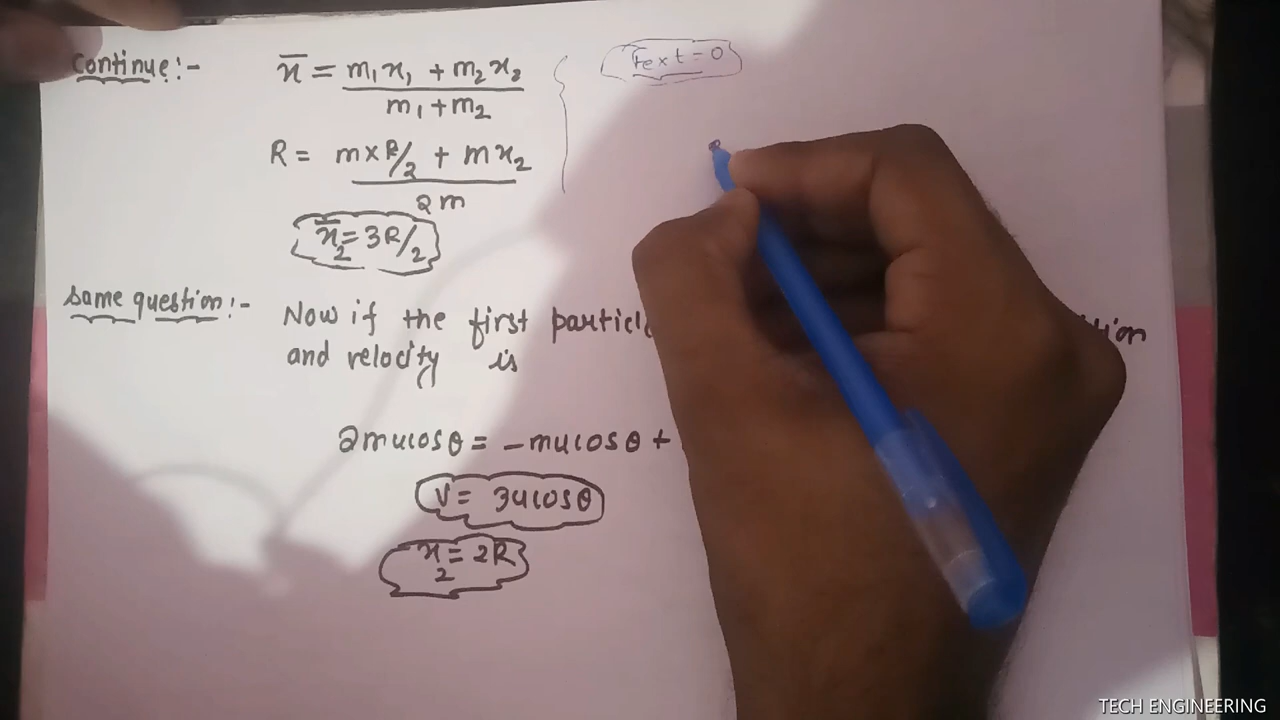 Continue:-
x̄ = m₁x₁ + m₂x₂ / m₁+m₂
Fext = 0
R = m×R/2 + mx₂ / 2m
x̄₂ = 3R/2
Same question:-
Now if the first particle
and velocity is
2mucosθ = -mucosθ +
v = 3ucosθ
x₂ = 2R
TECH ENGINEERING